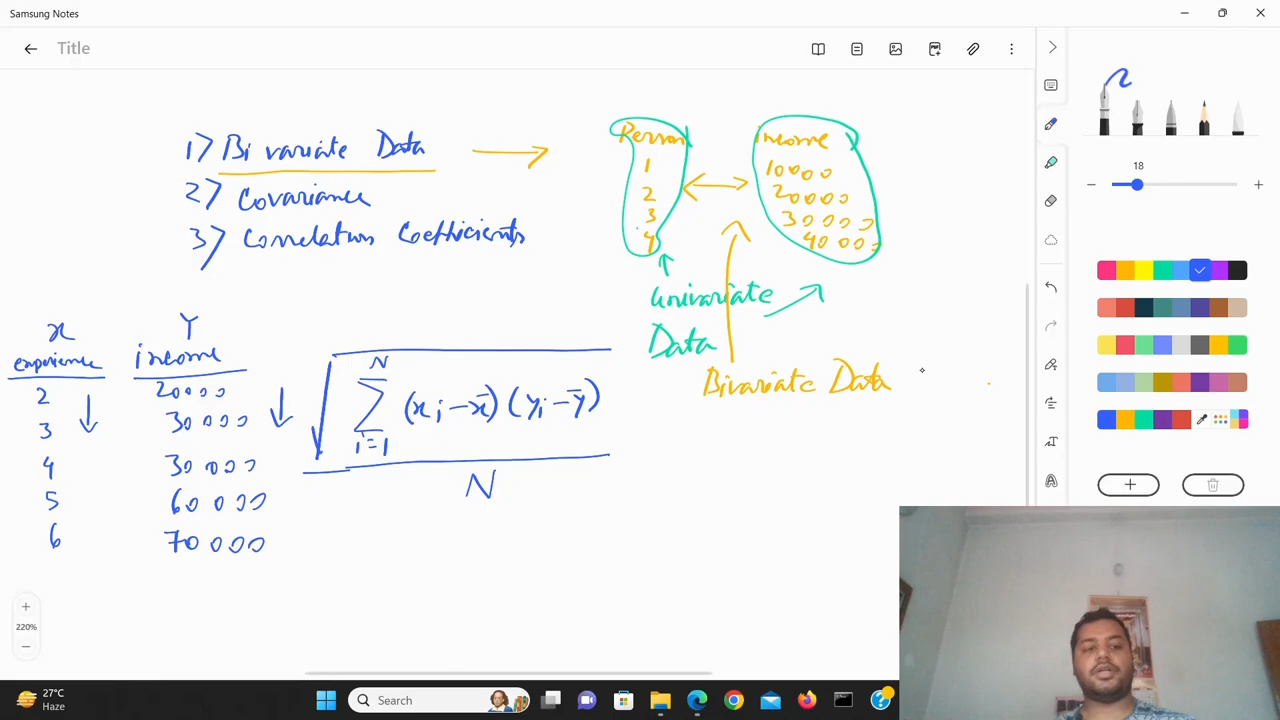 Samsung Notes
Title
1) Bivariate Data
2) Covariance
3) Correlation Coefficients
Person Income
1 10000
2 20000
3 30000
4 40000
Univariate
Data
Bivariate Data
x Y
experience income
2 20000
3 30000
4 30000
5 60000
6 70000
√ N
∑ (xi - x̄) (yi - ȳ)
i=1
N
18
220%
27°C
Haze
Search